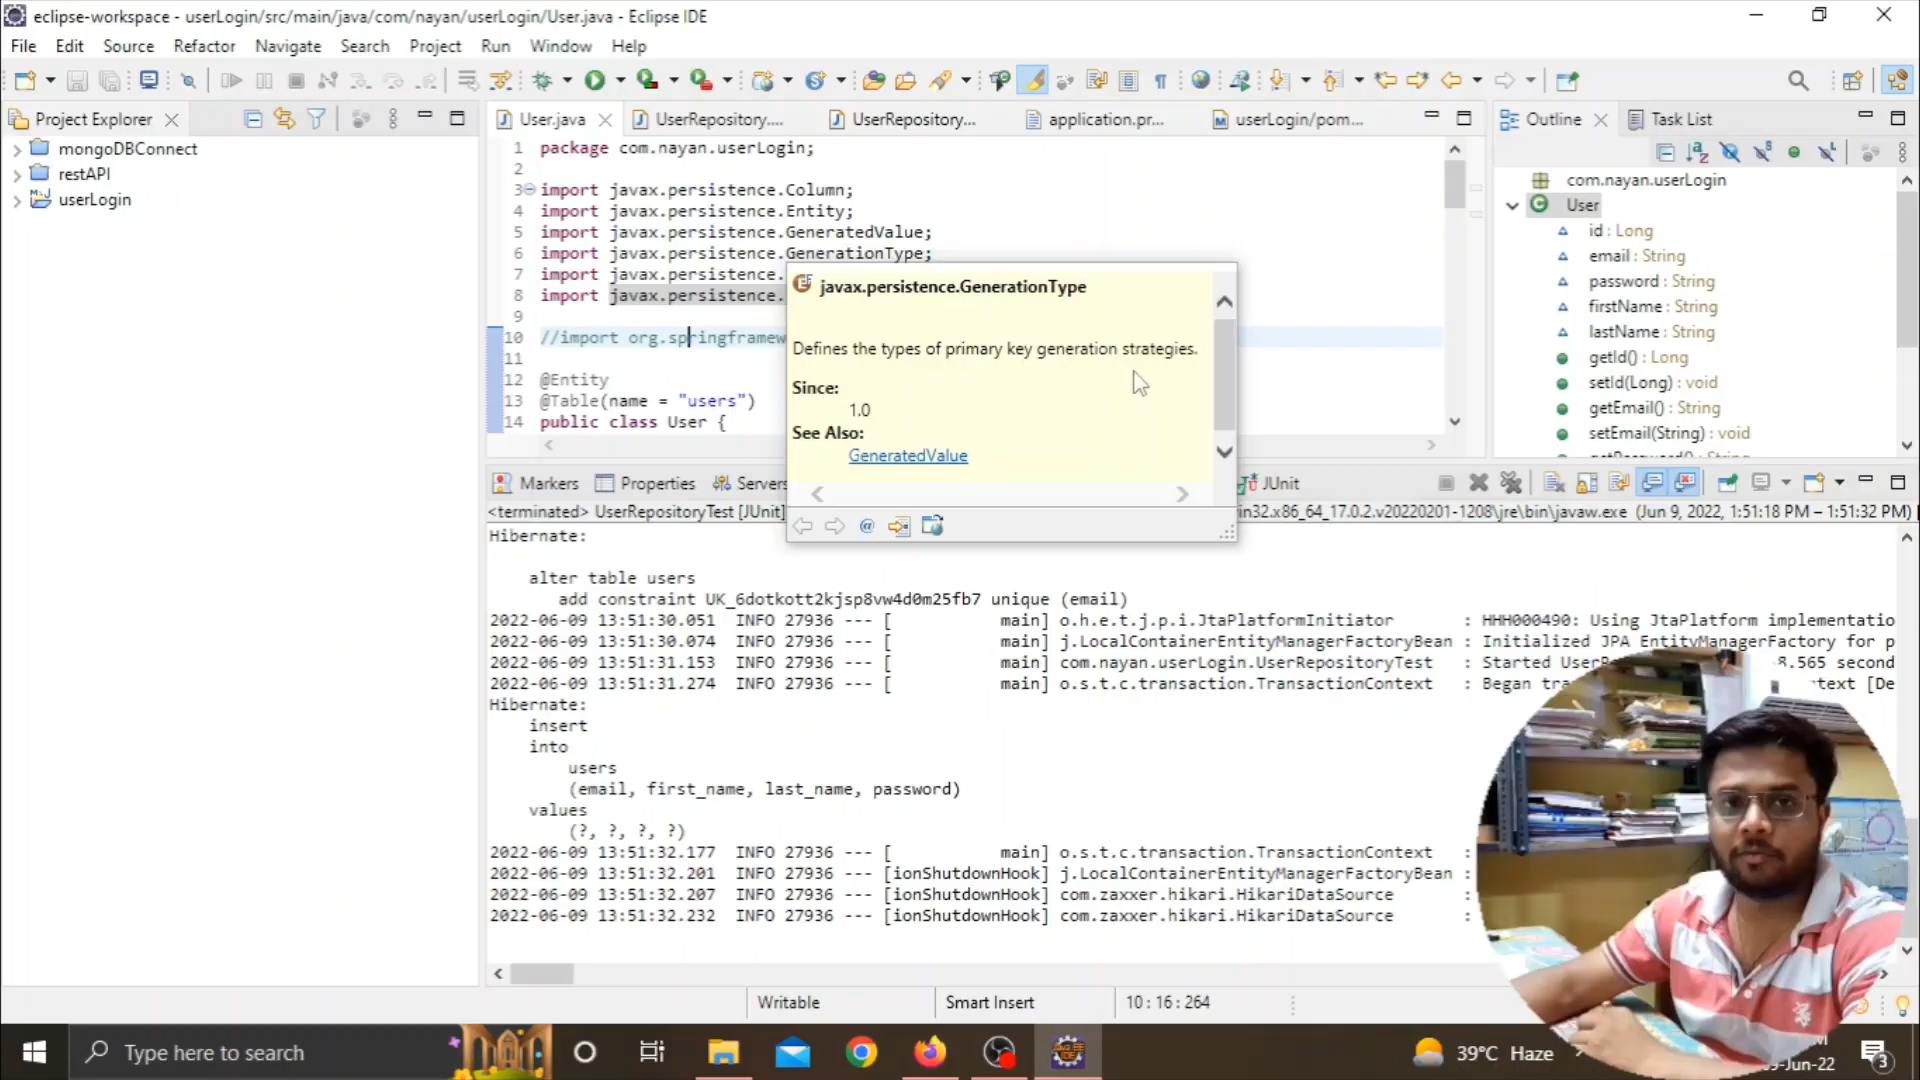 eclipse-workspace - userLogin/src/main/java/com/nayan/userLogin/User.java - Eclipse IDE
File Edit Source Refactor Navigate Search Project Run Window Help
Project Explorer
mongoDBConnect
restAPI
userLogin
User.java UserRepository.... UserRepository... application.pr... userLogin/pom...
1 package com.nayan.userLogin;
2
3 import javax.persistence.Column;
4 import javax.persistence.Entity;
5 import javax.persistence.GeneratedValue;
6 import javax.persistence.GenerationType;
7 import javax.persistence.
8 import javax.persistence.
9
10 //import org.springframew
11
12 @Entity
13 @Table(name = "users")
14 public class User {
javax.persistence.GenerationType
Defines the types of primary key generation strategies.
Since:
1.0
See Also:
GeneratedValue
Outline Task List
com.nayan.userLogin
User
id : Long
email : String
password : String
firstName : String
lastName : String
getId() : Long
setId(Long) : void
getEmail() : String
setEmail(String) : void
Markers Properties Servers JUnit
<terminated> UserRepositoryTest [JUnit] in32.x86_64_17.0.2.v20220201-1208\jre\bin\javaw.exe (Jun 9, 2022, 1:51:18 PM – 1:51:32 PM)
Hibernate:
alter table users
add constraint UK_6dotkott2kjsp8vw4d0m25fb7 unique (email)
2022-06-09 13:51:30.051 INFO 27936 --- [ main] o.h.e.t.j.p.i.JtaPlatformInitiator : HHH000490: Using JtaPlatform implementatio
2022-06-09 13:51:30.074 INFO 27936 --- [ main] j.LocalContainerEntityManagerFactoryBean : Initialized JPA EntityManagerFactory for p
2022-06-09 13:51:31.153 INFO 27936 --- [ main] com.nayan.userLogin.UserRepositoryTest : Started 8.565 second
2022-06-09 13:51:31.274 INFO 27936 --- [ main] o.s.t.c.transaction.TransactionContext : Began [De
Hibernate:
insert
into
users
(email, first_name, last_name, password)
values
(?, ?, ?, ?)
2022-06-09 13:51:32.177 INFO 27936 --- [ main] o.s.t.c.transaction.TransactionContext :
2022-06-09 13:51:32.201 INFO 27936 --- [ionShutdownHook] j.LocalContainerEntityManagerFactoryBean :
2022-06-09 13:51:32.207 INFO 27936 --- [ionShutdownHook] com.zaxxer.hikari.HikariDataSource :
2022-06-09 13:51:32.232 INFO 27936 --- [ionShutdownHook] com.zaxxer.hikari.HikariDataSource :
Writable Smart Insert 10 : 16 : 264
Type here to search
39°C Haze
-Jun-22
3